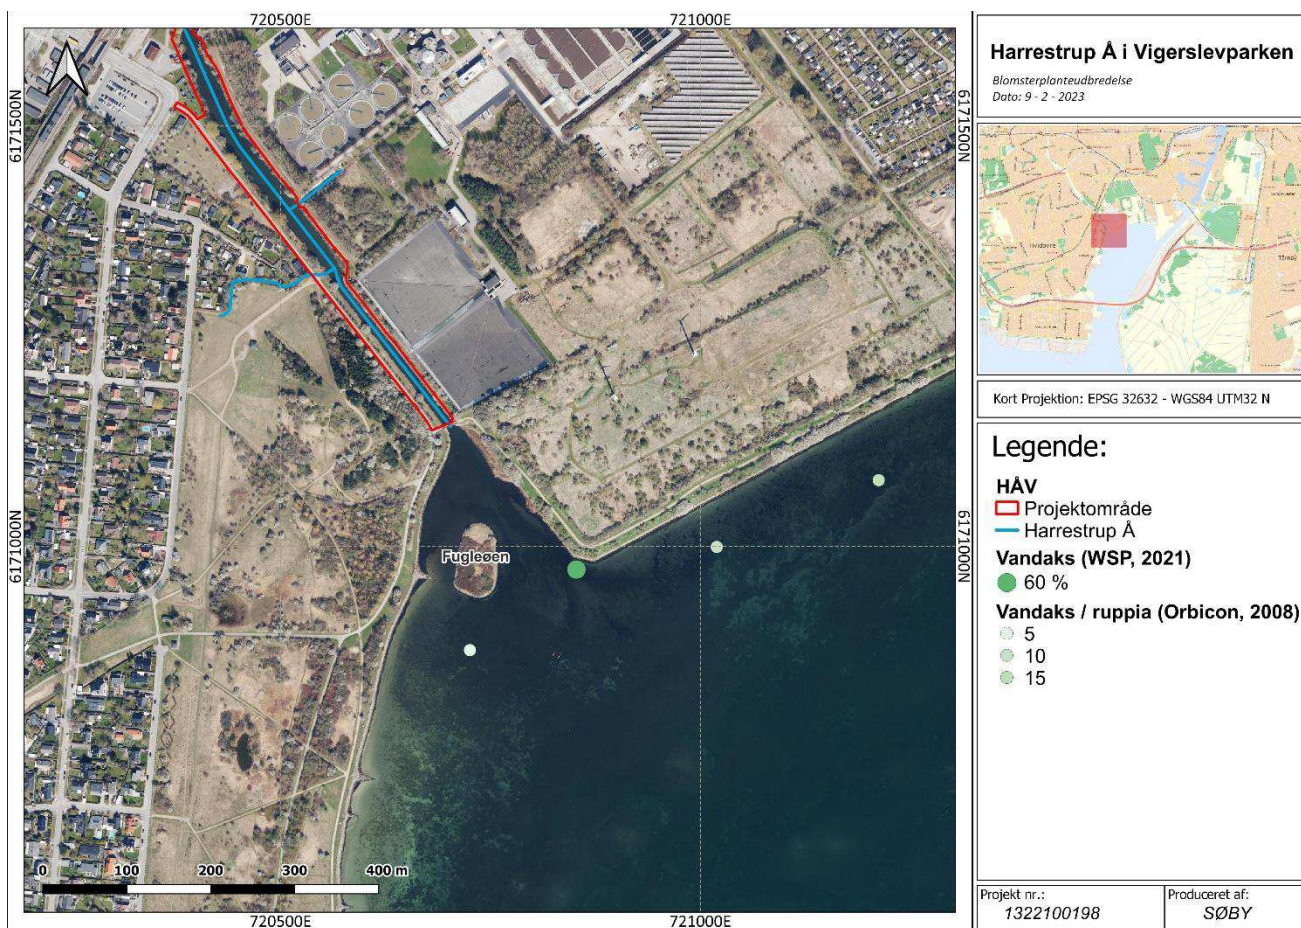 720500E
721000E
6171500N
6171500N
6171000N
6171000N
Fugleøen
0 100 200 300 400 m
720500E
721000E
Harrestrup Å i Vigerslevparken
Blomsterplanteudbredelse
Dato: 9 - 2 - 2023
Hvidovre
Kort Projektion: EPSG 32632 - WGS84 UTM32 N
Legende:
HÅV
Projektområde
Harrestrup Å
Vandaks (WSP, 2021)
60 %
Vandaks / ruppia (Orbicon, 2008)
5
10
15
Projekt nr.:
1322100198
Produceret af:
SØBY